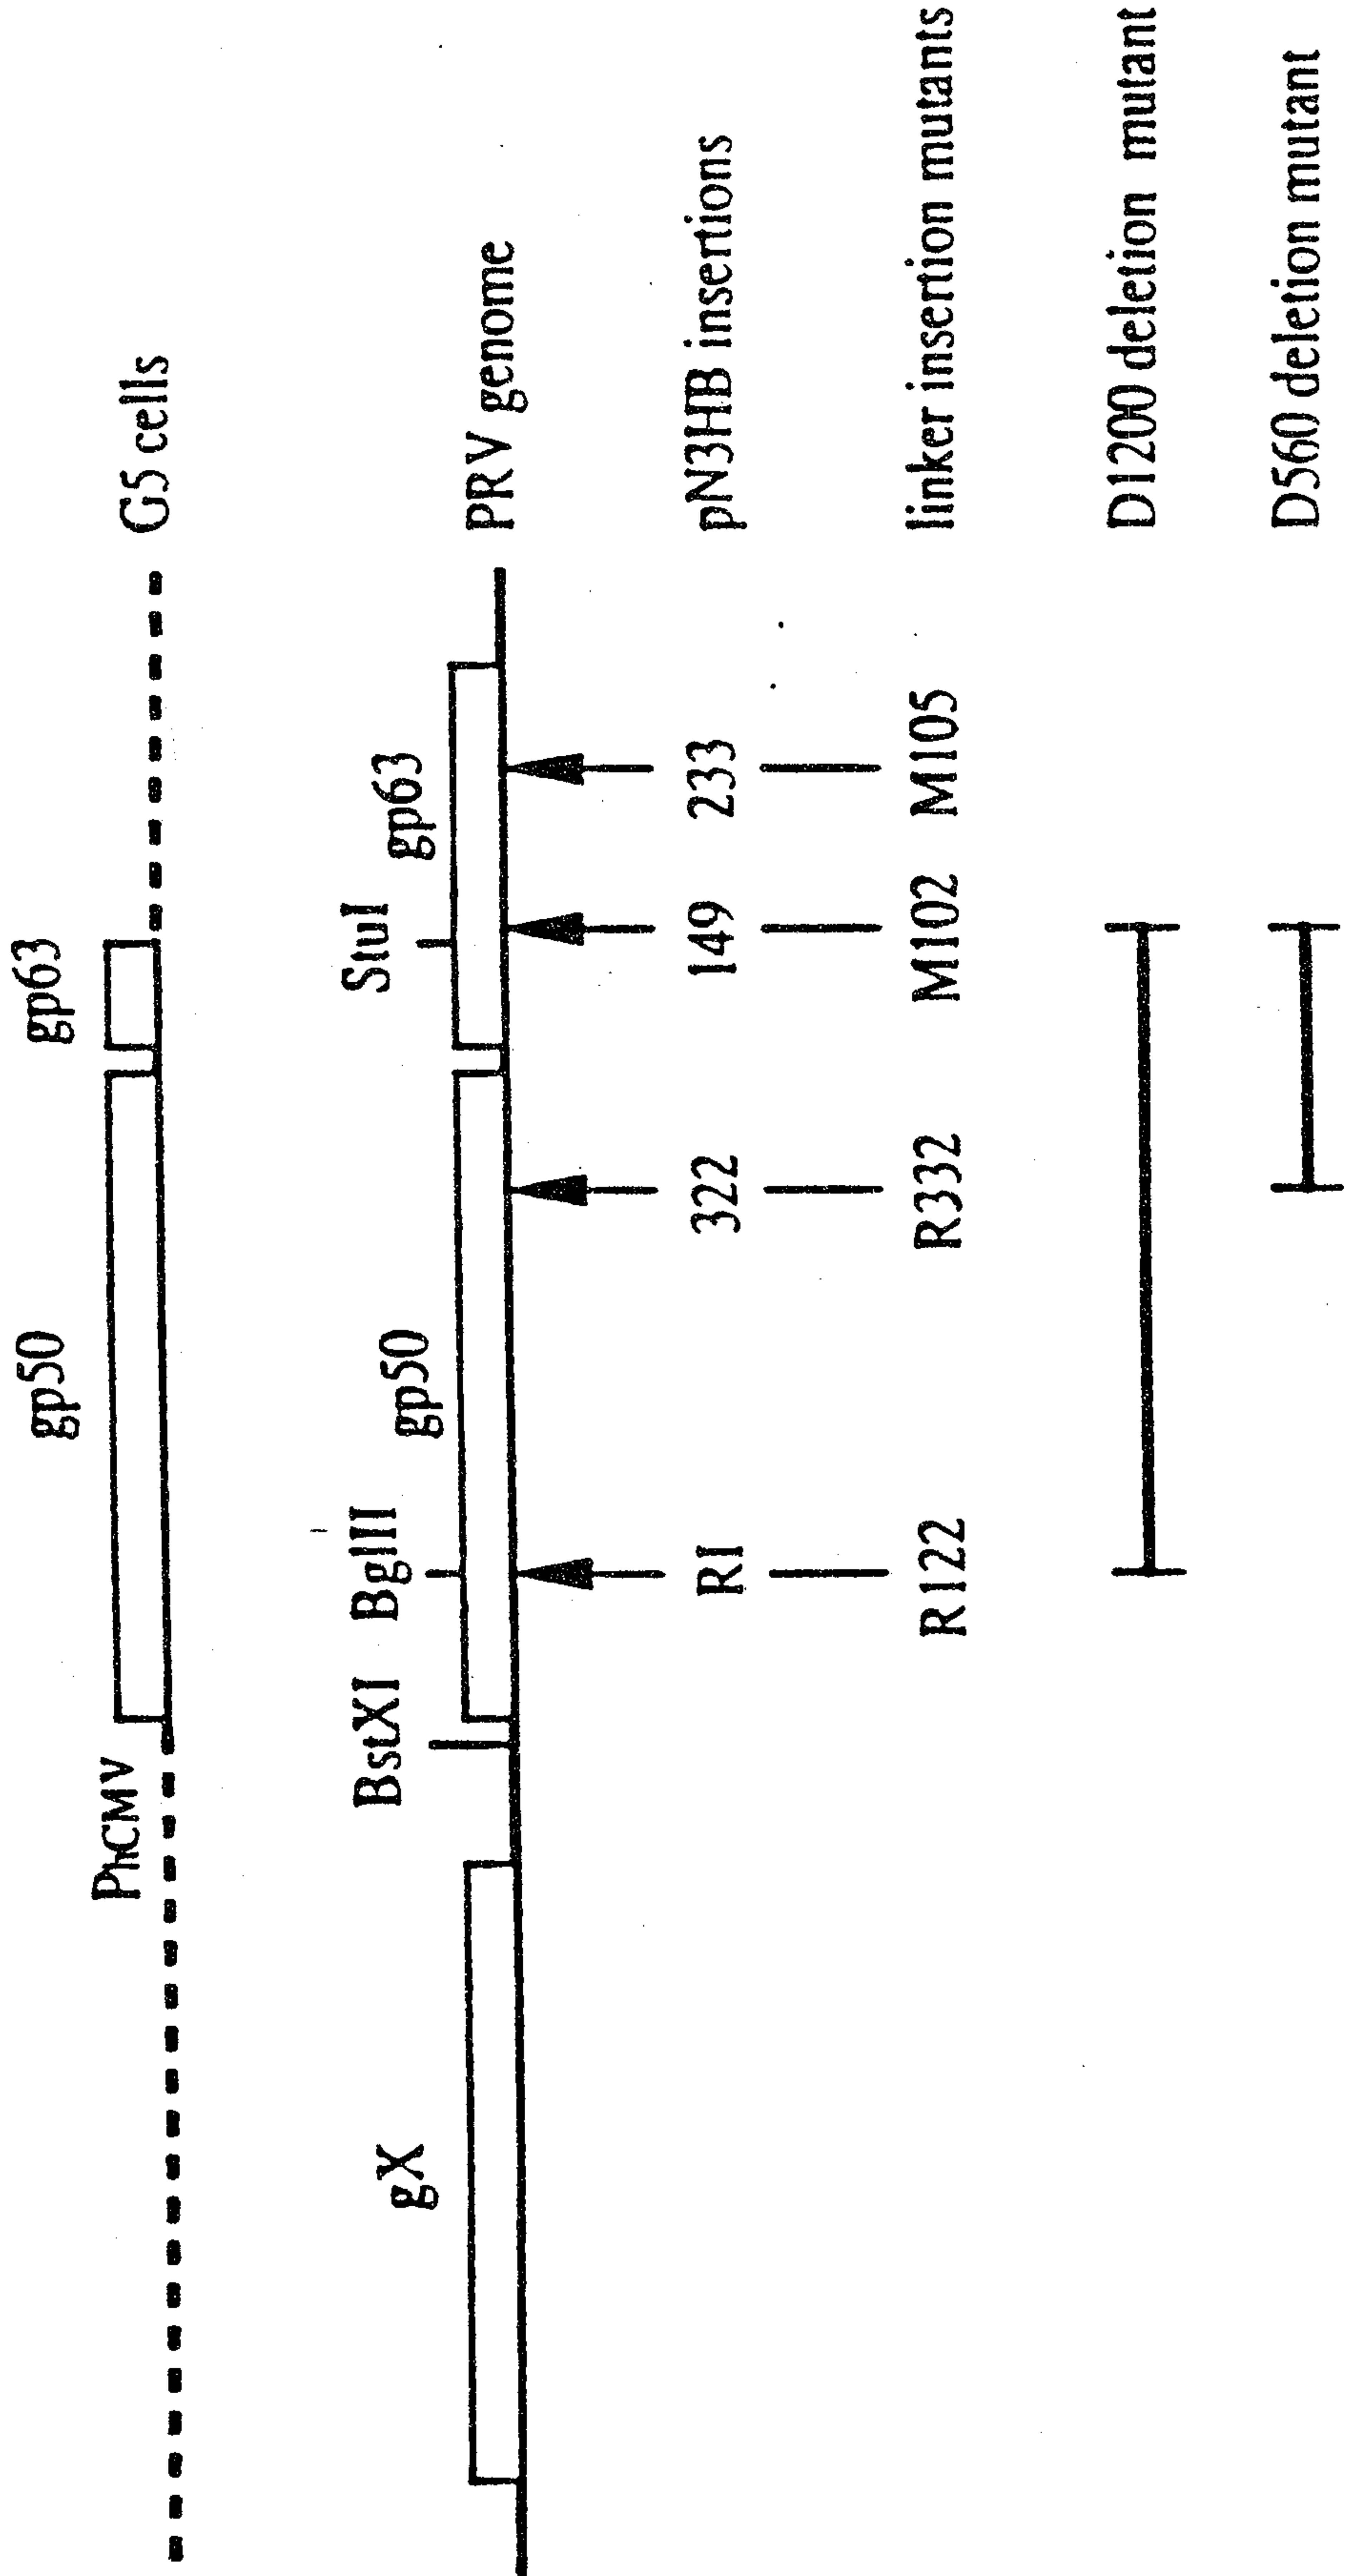 gp50 gp63
PhCMV G5 cells
BstXI BglII StuI
gX gp50 gp63
PRV genome
RI 322 149 233 pN3HB insertions
R122 R332 M102 M105 linker insertion mutants
D1200 deletion mutant
D560 deletion mutant